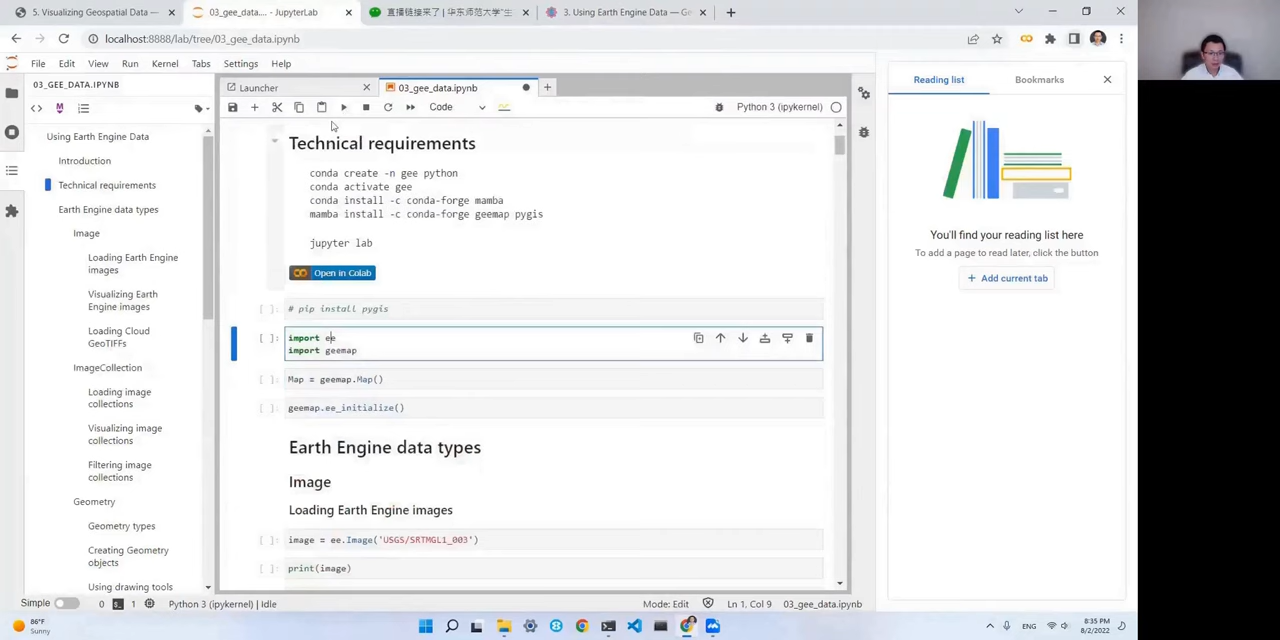 5. Visualizing Geospatial Data —
03_gee_data.... - JupyterLab
直播链接来了 | 华东师范大学“生
3. Using Earth Engine Data — Ge
localhost:8888/lab/tree/03_gee_data.ipynb
File Edit View Run Kernel Tabs Settings Help
03_GEE_DATA.IPYNB
Using Earth Engine Data
Introduction
Technical requirements
Earth Engine data types
Image
Loading Earth Engine
images
Visualizing Earth
Engine images
Loading Cloud
GeoTIFFs
ImageCollection
Loading image
collections
Visualizing image
collections
Filtering image
collections
Geometry
Geometry types
Creating Geometry
objects
Using drawing tools
Launcher
03_gee_data.ipynb
Code
Python 3 (ipykernel)
Technical requirements
conda create -n gee python
conda activate gee
conda install -c conda-forge mamba
mamba install -c conda-forge geemap pygis
jupyter lab
Open in Colab
[ ]: # pip install pygis
[ ]: import ee
import geemap
[ ]: Map = geemap.Map()
[ ]: geemap.ee_initialize()
Earth Engine data types
Image
Loading Earth Engine images
[ ]: image = ee.Image('USGS/SRTMGL1_003')
[ ]: print(image)
Reading list
Bookmarks
You'll find your reading list here
To add a page to read later, click the button
+ Add current tab
Simple 0 1 Python 3 (ipykernel) | Idle
Mode: Edit Ln 1, Col 9 03_gee_data.ipynb
86°F
Sunny
ENG
8:35 PM
8/2/2022